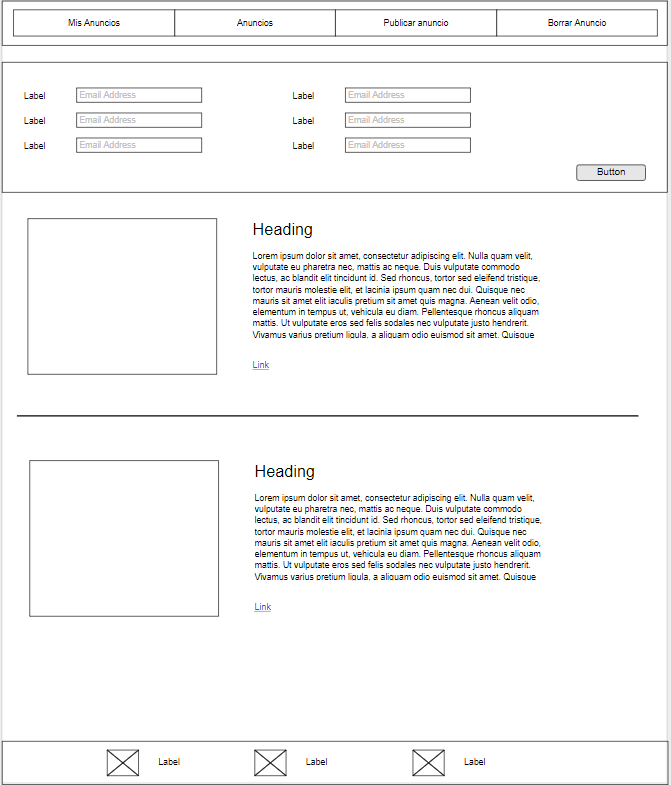 Mis Anuncios Anuncios Publicar anuncio Borrar Anuncio
Label Email Address Label Email Address
Label Email Address Label Email Address
Label Email Address Label Email Address
Button
Heading
Lorem ipsum dolor sit amet, consectetur adipiscing elit. Nulla quam velit,
vulputate eu pharetra nec, mattis ac neque. Duis vulputate commodo
lectus, ac blandit elit tincidunt id. Sed rhoncus, tortor sed eleifend tristique,
tortor mauris molestie elit, et lacinia ipsum quam nec dui. Quisque nec
mauris sit amet elit iaculis pretium sit amet quis magna. Aenean velit odio,
elementum in tempus ut, vehicula eu diam. Pellentesque rhoncus aliquam
mattis. Ut vulputate eros sed felis sodales nec vulputate justo hendrerit.
Vivamus varius pretium ligula, a aliquam odio euismod sit amet. Quisque
Link
Heading
Lorem ipsum dolor sit amet, consectetur adipiscing elit. Nulla quam velit,
vulputate eu pharetra nec, mattis ac neque. Duis vulputate commodo
lectus, ac blandit elit tincidunt id. Sed rhoncus, tortor sed eleifend tristique,
tortor mauris molestie elit, et lacinia ipsum quam nec dui. Quisque nec
mauris sit amet elit iaculis pretium sit amet quis magna. Aenean velit odio,
elementum in tempus ut, vehicula eu diam. Pellentesque rhoncus aliquam
mattis. Ut vulputate eros sed felis sodales nec vulputate justo hendrerit.
Vivamus varius pretium ligula, a aliquam odio euismod sit amet. Quisque
Link
Label Label Label